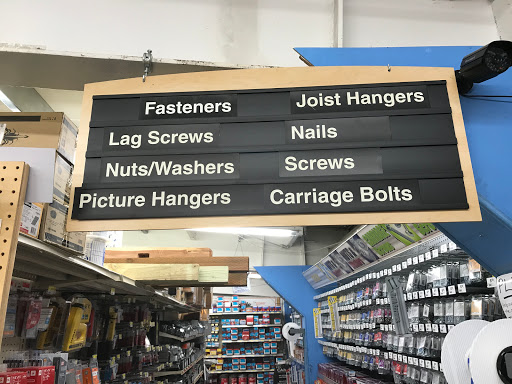 Fasteners Joist Hangers
Lag Screws Nails
Nuts/Washers Screws
Picture Hangers Carriage Bolts